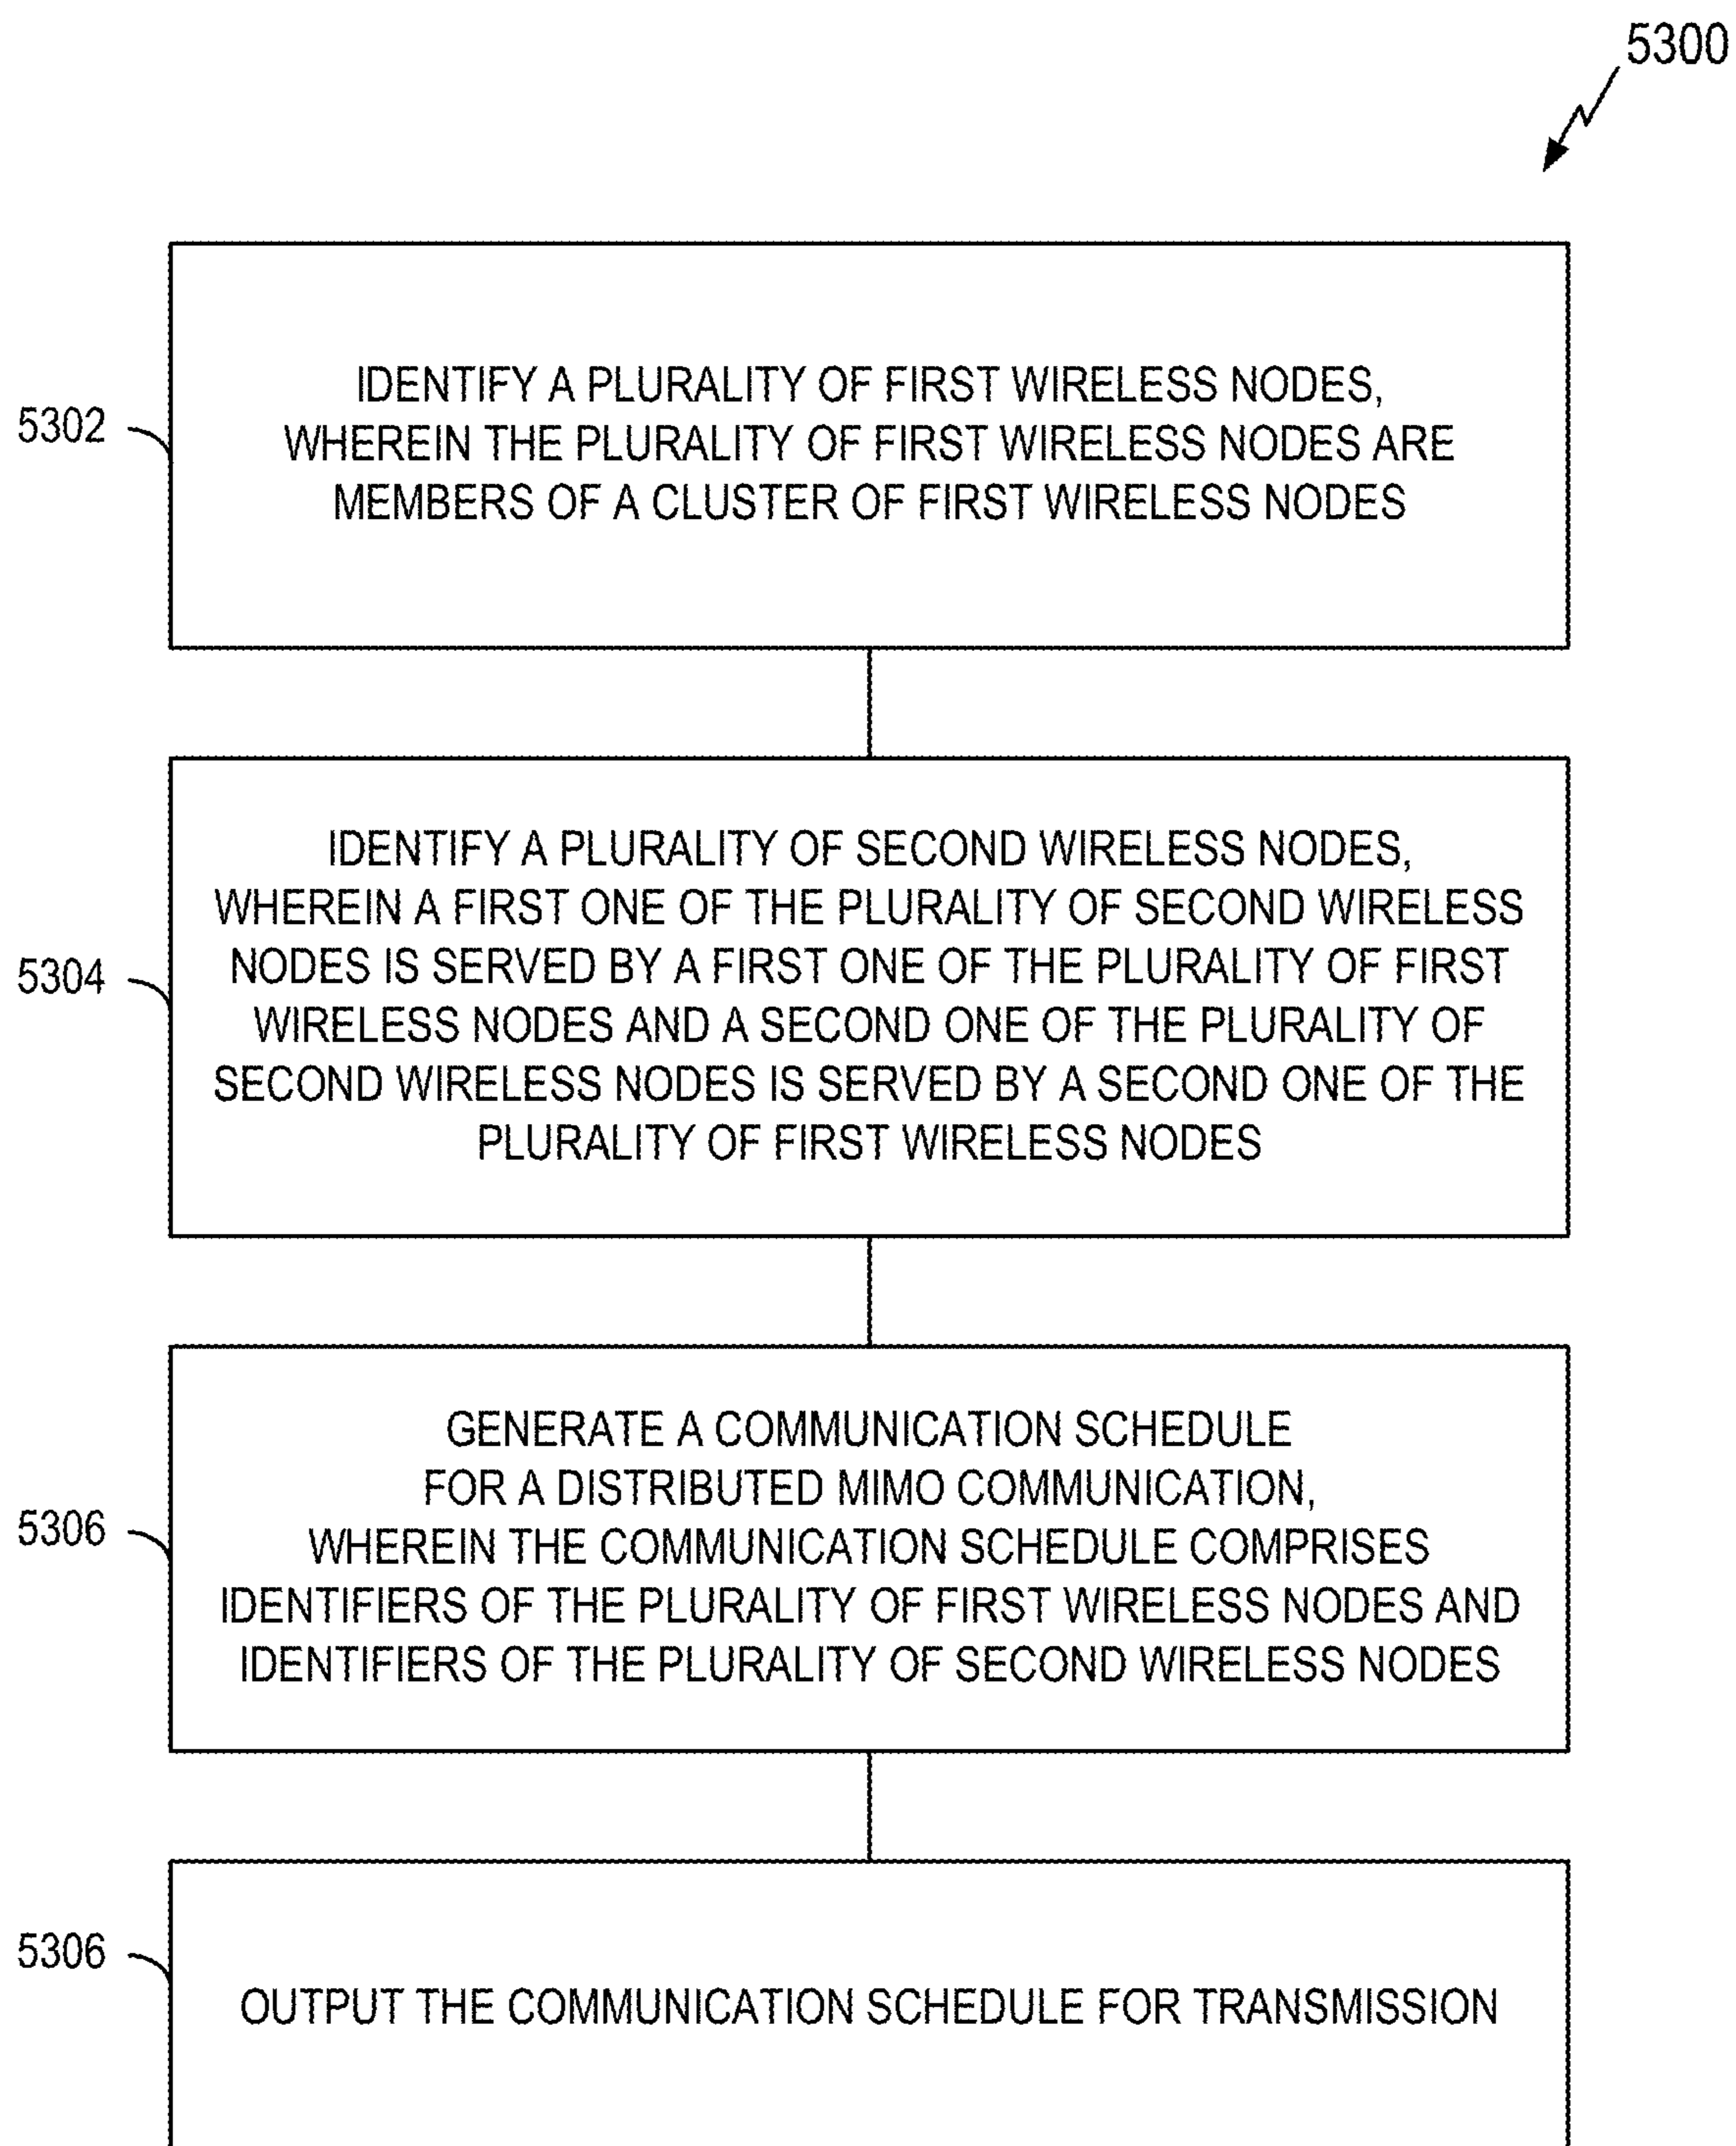 5300
5302
IDENTIFY A PLURALITY OF FIRST WIRELESS NODES,
WHEREIN THE PLURALITY OF FIRST WIRELESS NODES ARE
MEMBERS OF A CLUSTER OF FIRST WIRELESS NODES
5304
IDENTIFY A PLURALITY OF SECOND WIRELESS NODES,
WHEREIN A FIRST ONE OF THE PLURALITY OF SECOND WIRELESS
NODES IS SERVED BY A FIRST ONE OF THE PLURALITY OF FIRST
WIRELESS NODES AND A SECOND ONE OF THE PLURALITY OF
SECOND WIRELESS NODES IS SERVED BY A SECOND ONE OF THE
PLURALITY OF FIRST WIRELESS NODES
5306
GENERATE A COMMUNICATION SCHEDULE
FOR A DISTRIBUTED MIMO COMMUNICATION,
WHEREIN THE COMMUNICATION SCHEDULE COMPRISES
IDENTIFIERS OF THE PLURALITY OF FIRST WIRELESS NODES AND
IDENTIFIERS OF THE PLURALITY OF SECOND WIRELESS NODES
5306
OUTPUT THE COMMUNICATION SCHEDULE FOR TRANSMISSION